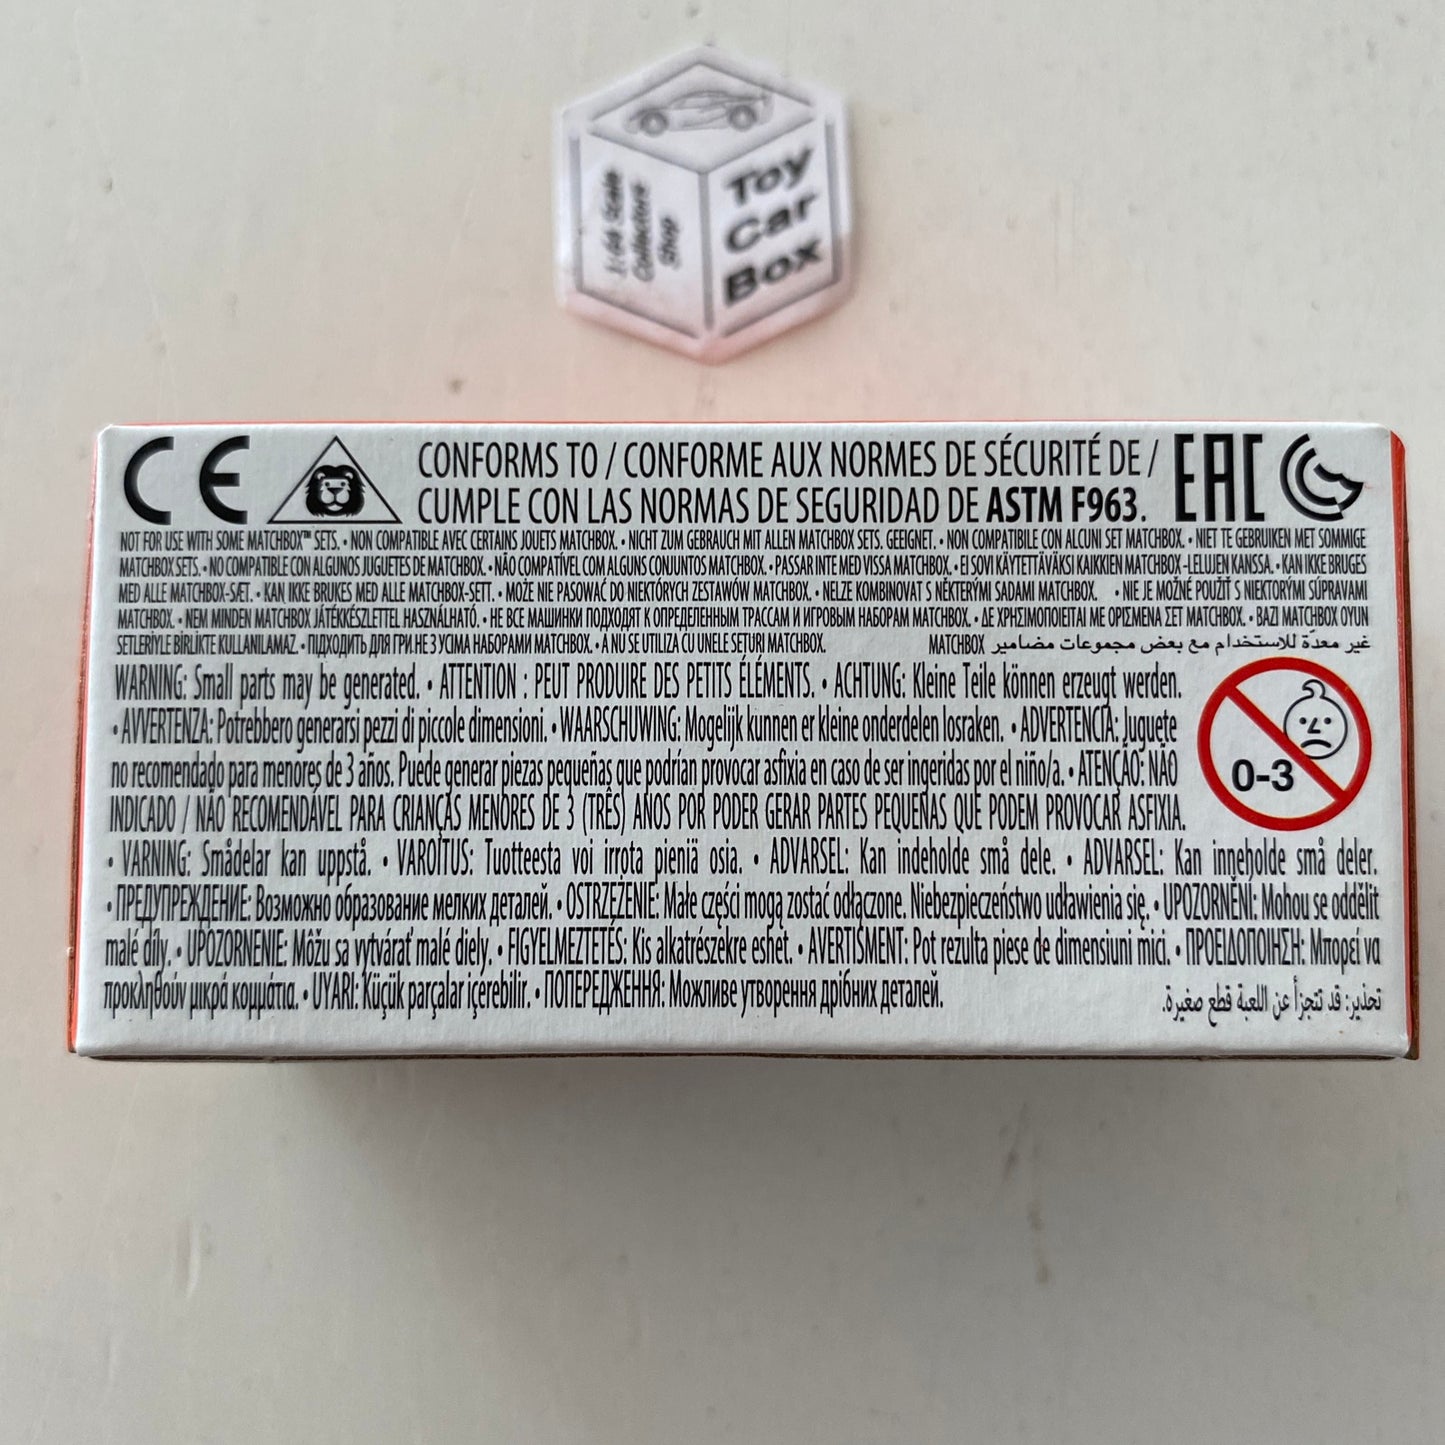 Toy
Car
Box
1:64 Scale
Collectors
Shop
CE
CONFORMS TO / CONFORME AUX NORMES DE SÉCURITÉ DE /
CUMPLE CON LAS NORMAS DE SEGURIDAD DE ASTM F963.
EAC
NOT FOR USE WITH SOME MATCHBOX™ SETS. • NON COMPATIBLE AVEC CERTAINS JOUETS MATCHBOX. • NICHT ZUM GEBRAUCH MIT ALLEN MATCHBOX SETS. GEEIGNET. • NON COMPATIBILE CON ALCUNI SET MATCHBOX. • NIET TE GEBRUIKEN MET SOMMIGE
MATCHBOX SETS. • NO COMPATIBLE CON ALGUNOS JUGUETES DE MATCHBOX. • NÃO COMPATÍVEL COM ALGUNS CONJUNTOS MATCHBOX. • PASSAR INTE MED VISSA MATCHBOX. • EI SOVI KÄYTETTÄVÄKSI KAIKKIEN MATCHBOX -LELUJEN KANSSA. • KAN IKKE BRUGES
MED ALLE MATCHBOX-SÆT. • KAN IKKE BRUKES MED ALLE MATCHBOX-SETT. • MOŻE NIE PASOWAĆ DO NIEKTÓRYCH ZESTAWÓW MATCHBOX. • NELZE KOMBINOVAT S NĚKTERÝMI SADAMI MATCHBOX. • NIE JE MOŽNÉ POUŽIŤ S NIEKTORÝMI SÚPRAVAMI
MATCHBOX. • NEM MINDEN MATCHBOX JÁTÉKKÉSZLETTEL HASZNÁLHATÓ. • НЕ ВСЕ МАШИНКИ ПОДХОДЯТ К ОПРЕДЕЛЕННЫМ ТРАССАМ И ИГРОВЫМ НАБОРАМ MATCHBOX. • ΔΕ ΧΡΗΣΙΜΟΠΟΙΕΙΤΑΙ ΜΕ ΟΡΙΣΜΕΝΑ ΣΕΤ MATCHBOX. • BAZI MATCHBOX OYUN
SETLERİYLE BİRLİKTE KULLANILAMAZ. • ПІДХОДИТЬ ДЛЯ ГРИ НЕ З УСІМА НАБОРАМИ MATCHBOX. • A NU SE UTILIZA CU UNELE SETURI MATCHBOX. غير معدّة للاستخدام مع بعض مجموعات مضامير MATCHBOX
WARNING: Small parts may be generated. • ATTENTION : PEUT PRODUIRE DES PETITS ÉLÉMENTS. • ACHTUNG: Kleine Teile können erzeugt werden.
• AVVERTENZA: Potrebbero generarsi pezzi di piccole dimensioni. • WAARSCHUWING: Mogelijk kunnen er kleine onderdelen losraken. • ADVERTENCIA: Juguete
no recomendado para menores de 3 años. Puede generar piezas pequeñas que podrían provocar asfixia en caso de ser ingeridas por el niño/a. • ATENÇÃO: NÃO
INDICADO / NÃO RECOMENDÁVEL PARA CRIANÇAS MENORES DE 3 (TRÊS) ANOS POR PODER GERAR PARTES PEQUENAS QUE PODEM PROVOCAR ASFIXIA.
0-3
• VARNING: Smådelar kan uppstå. • VAROITUS: Tuotteesta voi irrota pieniä osia. • ADVARSEL: Kan indeholde små dele. • ADVARSEL: Kan inneholde små deler.
• ПРЕДУПРЕЖДЕНИЕ: Возможно образование мелких деталей. • OSTRZEŻENIE: Małe części mogą zostać odłączone. Niebezpieczeństwo udławienia się. • UPOZORNĚNÍ: Mohou se oddělit
malé díly. • UPOZORNENIE: Môžu sa vytvárať malé diely. • FIGYELMEZTETÉS: Kis alkatrészekre eshet. • AVERTISMENT: Pot rezulta piese de dimensiuni mici. • ΠΡΟΕΙΔΟΠΟΙΗΣΗ: Μπορεί να
προκληθούν μικρά κομμάτια. • UYARI: Küçük parçalar içerebilir. • ПОПЕРЕДЖЕННЯ: Можливе утворення дрібних деталей. تحذير: قد تتجزأ عن اللعبة قطع صغيرة.